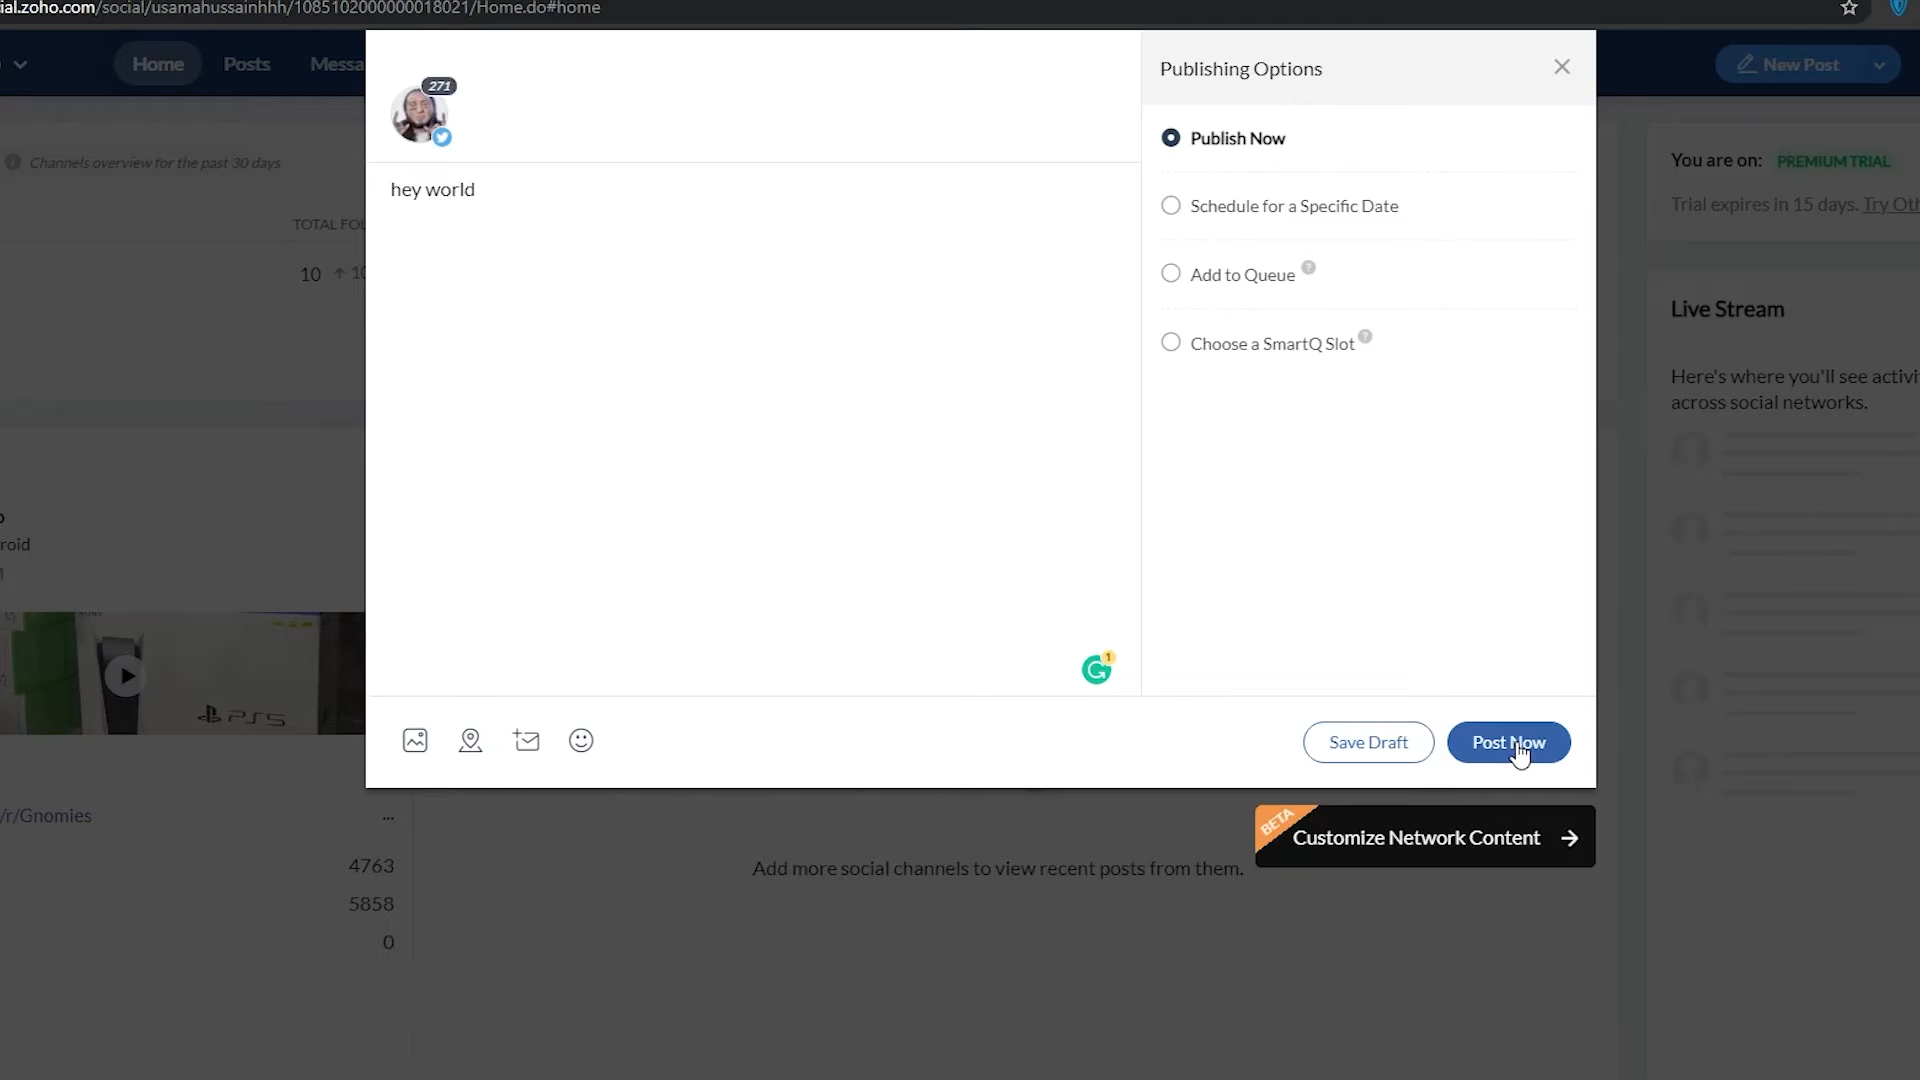 ial.zoho.com/social/usamahussainhhh/1085102000000018021/Home.do#home
Home
Posts
Messa
New Post
271
Publishing Options
Publish Now
Schedule for a Specific Date
Add to Queue
Choose a SmartQ Slot
hey world
Channels overview for the past 30 days
TOTAL FOL
10
You are on: PREMIUM TRIAL
Trial expires in 15 days. Try Oth
Live Stream
Here's where you'll see activi
across social networks.
roid
PS5
1
Save Draft
Post Now
BETA
Customize Network Content
/r/Gnomies
...
4763
5858
0
Add more social channels to view recent posts from them.